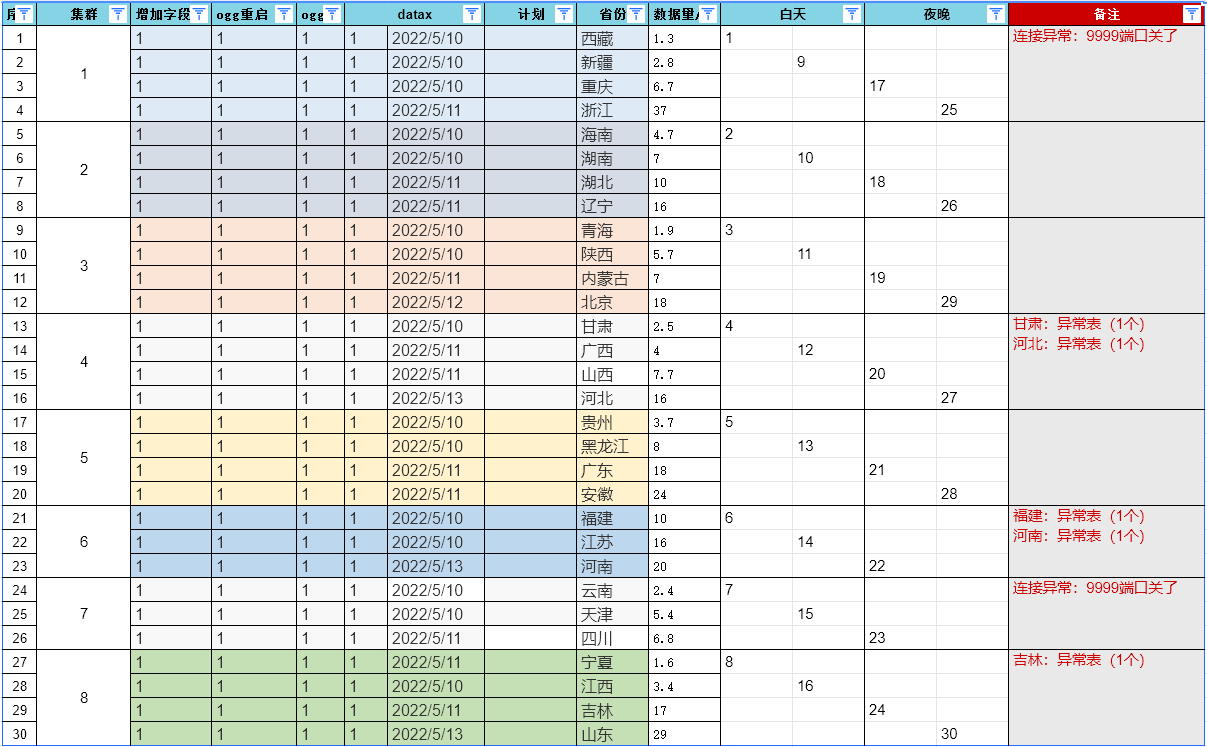 序 集群 增加字段 ogg重启 ogg datax 计划 省份 数据量 白天 夜晚 备注
1 1 1 1 1 1 2022/5/10 西藏 1.3 1 连接异常：9999端口关了
2 1 1 1 1 2022/5/10 新疆 2.8 9
3 1 1 1 1 2022/5/10 重庆 6.7 17
4 1 1 1 1 2022/5/11 浙江 37 25
5 2 1 1 1 1 2022/5/10 海南 4.7 2
6 1 1 1 1 2022/5/10 湖南 7 10
7 1 1 1 1 2022/5/11 湖北 10 18
8 1 1 1 1 2022/5/11 辽宁 16 26
9 3 1 1 1 1 2022/5/10 青海 1.9 3
10 1 1 1 1 2022/5/10 陕西 5.7 11
11 1 1 1 1 2022/5/11 内蒙古 7 19
12 1 1 1 1 2022/5/12 北京 18 29
13 4 1 1 1 1 2022/5/10 甘肃 2.5 4 甘肃：异常表（1个）
14 1 1 1 1 2022/5/11 广西 4 12 河北：异常表（1个）
15 1 1 1 1 2022/5/11 山西 7.7 20
16 1 1 1 1 2022/5/13 河北 16 27
17 5 1 1 1 1 2022/5/10 贵州 3.7 5
18 1 1 1 1 2022/5/10 黑龙江 8 13
19 1 1 1 1 2022/5/11 广东 18 21
20 1 1 1 1 2022/5/11 安徽 24 28
21 6 1 1 1 1 2022/5/10 福建 10 6 福建：异常表（1个）
22 1 1 1 1 2022/5/10 江苏 16 14 河南：异常表（1个）
23 1 1 1 1 2022/5/13 河南 20 22
24 7 1 1 1 1 2022/5/10 云南 2.4 7 连接异常：9999端口关了
25 1 1 1 1 2022/5/10 天津 5.4 15
26 1 1 1 1 2022/5/11 四川 6.8 23
27 8 1 1 1 1 2022/5/11 宁夏 1.6 8 吉林：异常表（1个）
28 1 1 1 1 2022/5/10 江西 3.4 16
29 1 1 1 1 2022/5/11 吉林 17 24
30 1 1 1 1 2022/5/13 山东 29 30